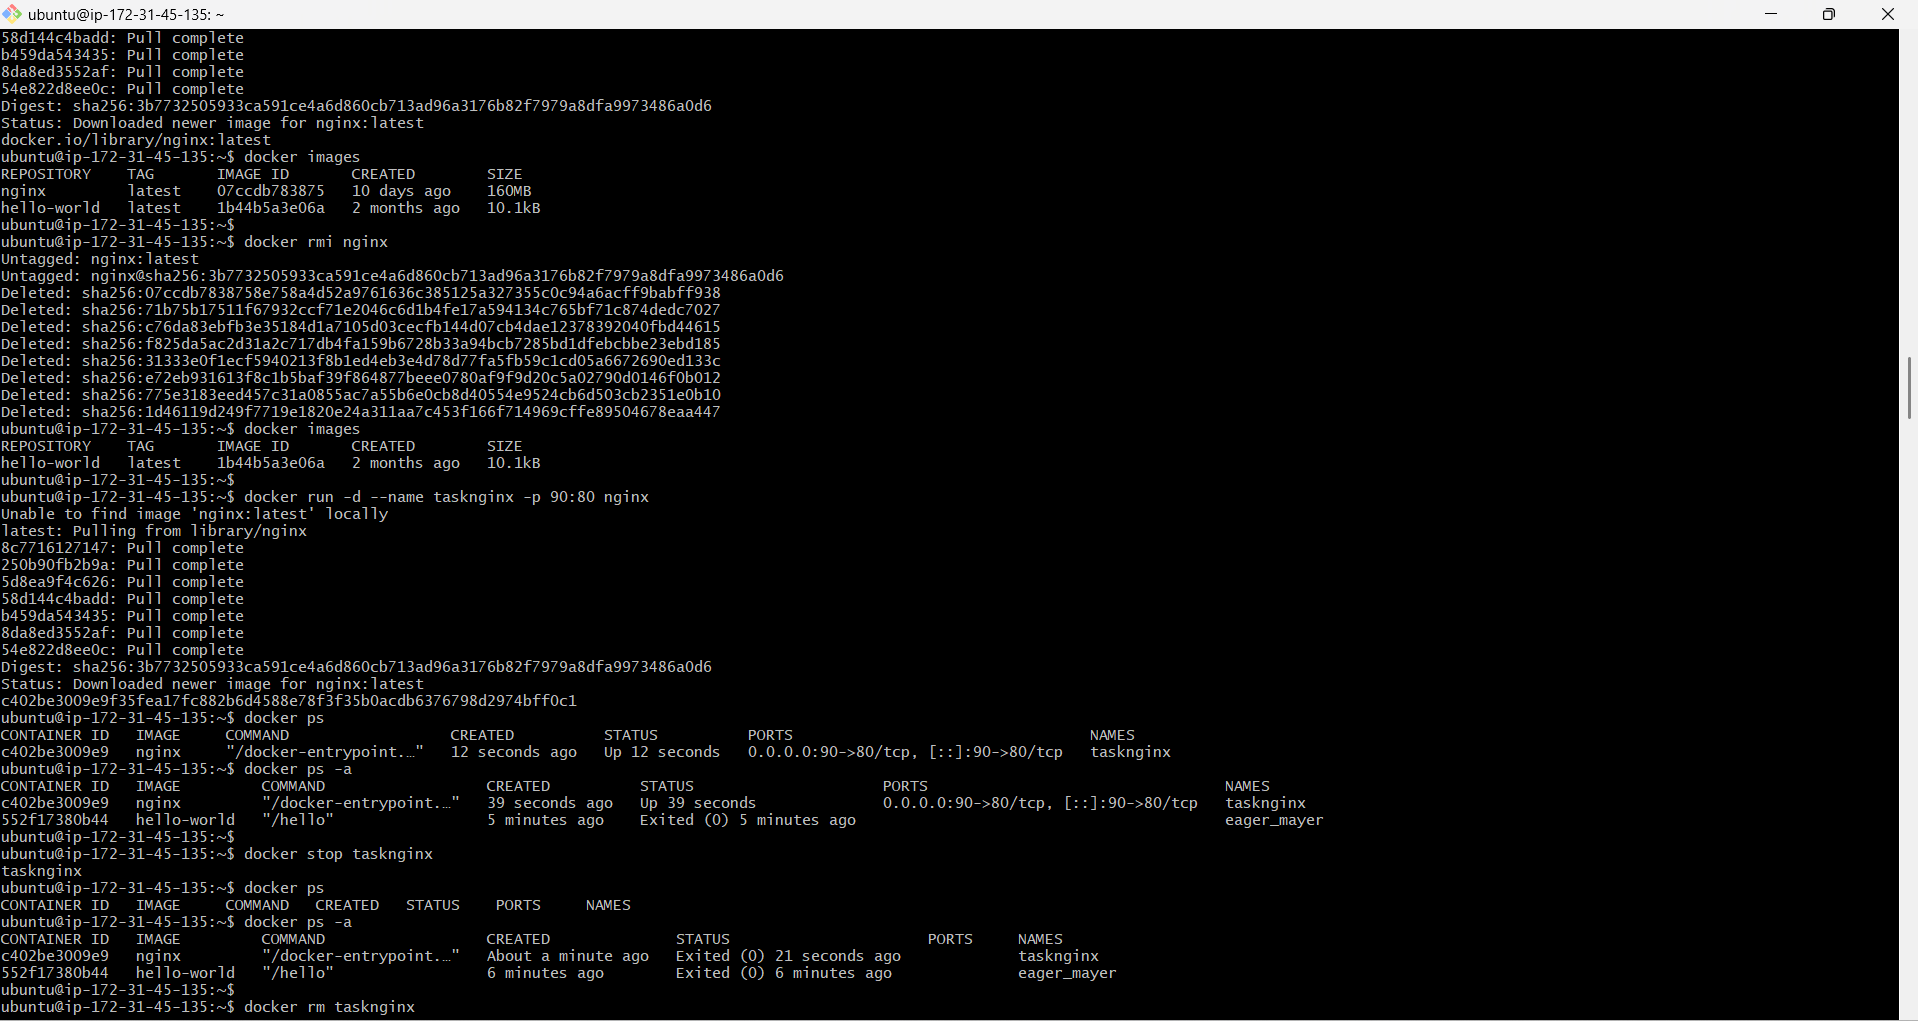 ubuntu@ip-172-31-45-135: ~
58d144c4badd: Pull complete
b459da543435: Pull complete
8da8ed3552af: Pull complete
54e822d8ee0c: Pull complete
Digest: sha256:3b7732505933ca591ce4a6d860cb713ad96a3176b82f7979a8dfa9973486a0d6
Status: Downloaded newer image for nginx:latest
docker.io/library/nginx:latest
ubuntu@ip-172-31-45-135:~$ docker images
REPOSITORY    TAG       IMAGE ID       CREATED        SIZE
nginx         latest    07ccdb783875   10 days ago    160MB
hello-world   latest    1b44b5a3e06a   2 months ago   10.1kB
ubuntu@ip-172-31-45-135:~$
ubuntu@ip-172-31-45-135:~$ docker rmi nginx
Untagged: nginx:latest
Untagged: nginx@sha256:3b7732505933ca591ce4a6d860cb713ad96a3176b82f7979a8dfa9973486a0d6
Deleted: sha256:07ccdb7838758e758a4d52a9761636c385125a327355c0c94a6acff9babff938
Deleted: sha256:71b75b17511f67932ccf71e2046c6d1b4fe17a594134c765bf71c874dedc7027
Deleted: sha256:c76da83ebfb3e35184d1a7105d03cecfb144d07cb4dae12378392040fbd44615
Deleted: sha256:f825da5ac2d31a2c717db4fa159b6728b33a94bcb7285bd1dfebcbbe23ebd185
Deleted: sha256:31333e0f1ecf5940213f8b1ed4eb3e4d78d77fa5fb59c1cd05a6672690ed133c
Deleted: sha256:e72eb931613f8c1b5baf39f864877beee0780af9f9d20c5a02790d0146f0b012
Deleted: sha256:775e3183eed457c31a0855ac7a55b6e0cb8d40554e9524cb6d503cb2351e0b10
Deleted: sha256:1d46119d249f7719e1820e24a311aa7c453f166f714969cffe89504678eaa447
ubuntu@ip-172-31-45-135:~$ docker images
REPOSITORY    TAG       IMAGE ID       CREATED        SIZE
hello-world   latest    1b44b5a3e06a   2 months ago   10.1kB
ubuntu@ip-172-31-45-135:~$
ubuntu@ip-172-31-45-135:~$ docker run -d --name tasknginx -p 90:80 nginx
Unable to find image 'nginx:latest' locally
latest: Pulling from library/nginx
8c7716127147: Pull complete
250b90fb2b9a: Pull complete
5d8ea9f4c626: Pull complete
58d144c4badd: Pull complete
b459da543435: Pull complete
8da8ed3552af: Pull complete
54e822d8ee0c: Pull complete
Digest: sha256:3b7732505933ca591ce4a6d860cb713ad96a3176b82f7979a8dfa9973486a0d6
Status: Downloaded newer image for nginx:latest
c402be3009e9f35fea17fc882b6d4588e78f3f35b0acdb6376798d2974bff0c1
ubuntu@ip-172-31-45-135:~$ docker ps
CONTAINER ID   IMAGE     COMMAND                  CREATED          STATUS          PORTS                                 NAMES
c402be3009e9   nginx     "/docker-entrypoint.…"   12 seconds ago   Up 12 seconds   0.0.0.0:90->80/tcp, [::]:90->80/tcp   tasknginx
ubuntu@ip-172-31-45-135:~$ docker ps -a
CONTAINER ID   IMAGE         COMMAND                  CREATED          STATUS                     PORTS                                 NAMES
c402be3009e9   nginx         "/docker-entrypoint.…"   39 seconds ago   Up 39 seconds              0.0.0.0:90->80/tcp, [::]:90->80/tcp   tasknginx
552f17380b44   hello-world   "/hello"                 5 minutes ago    Exited (0) 5 minutes ago                                         eager_mayer
ubuntu@ip-172-31-45-135:~$
ubuntu@ip-172-31-45-135:~$ docker stop tasknginx
tasknginx
ubuntu@ip-172-31-45-135:~$ docker ps
CONTAINER ID   IMAGE     COMMAND   CREATED   STATUS    PORTS     NAMES
ubuntu@ip-172-31-45-135:~$ docker ps -a
CONTAINER ID   IMAGE         COMMAND                  CREATED              STATUS                      PORTS     NAMES
c402be3009e9   nginx         "/docker-entrypoint.…"   About a minute ago   Exited (0) 21 seconds ago             tasknginx
552f17380b44   hello-world   "/hello"                 6 minutes ago        Exited (0) 6 minutes ago              eager_mayer
ubuntu@ip-172-31-45-135:~$
ubuntu@ip-172-31-45-135:~$ docker rm tasknginx